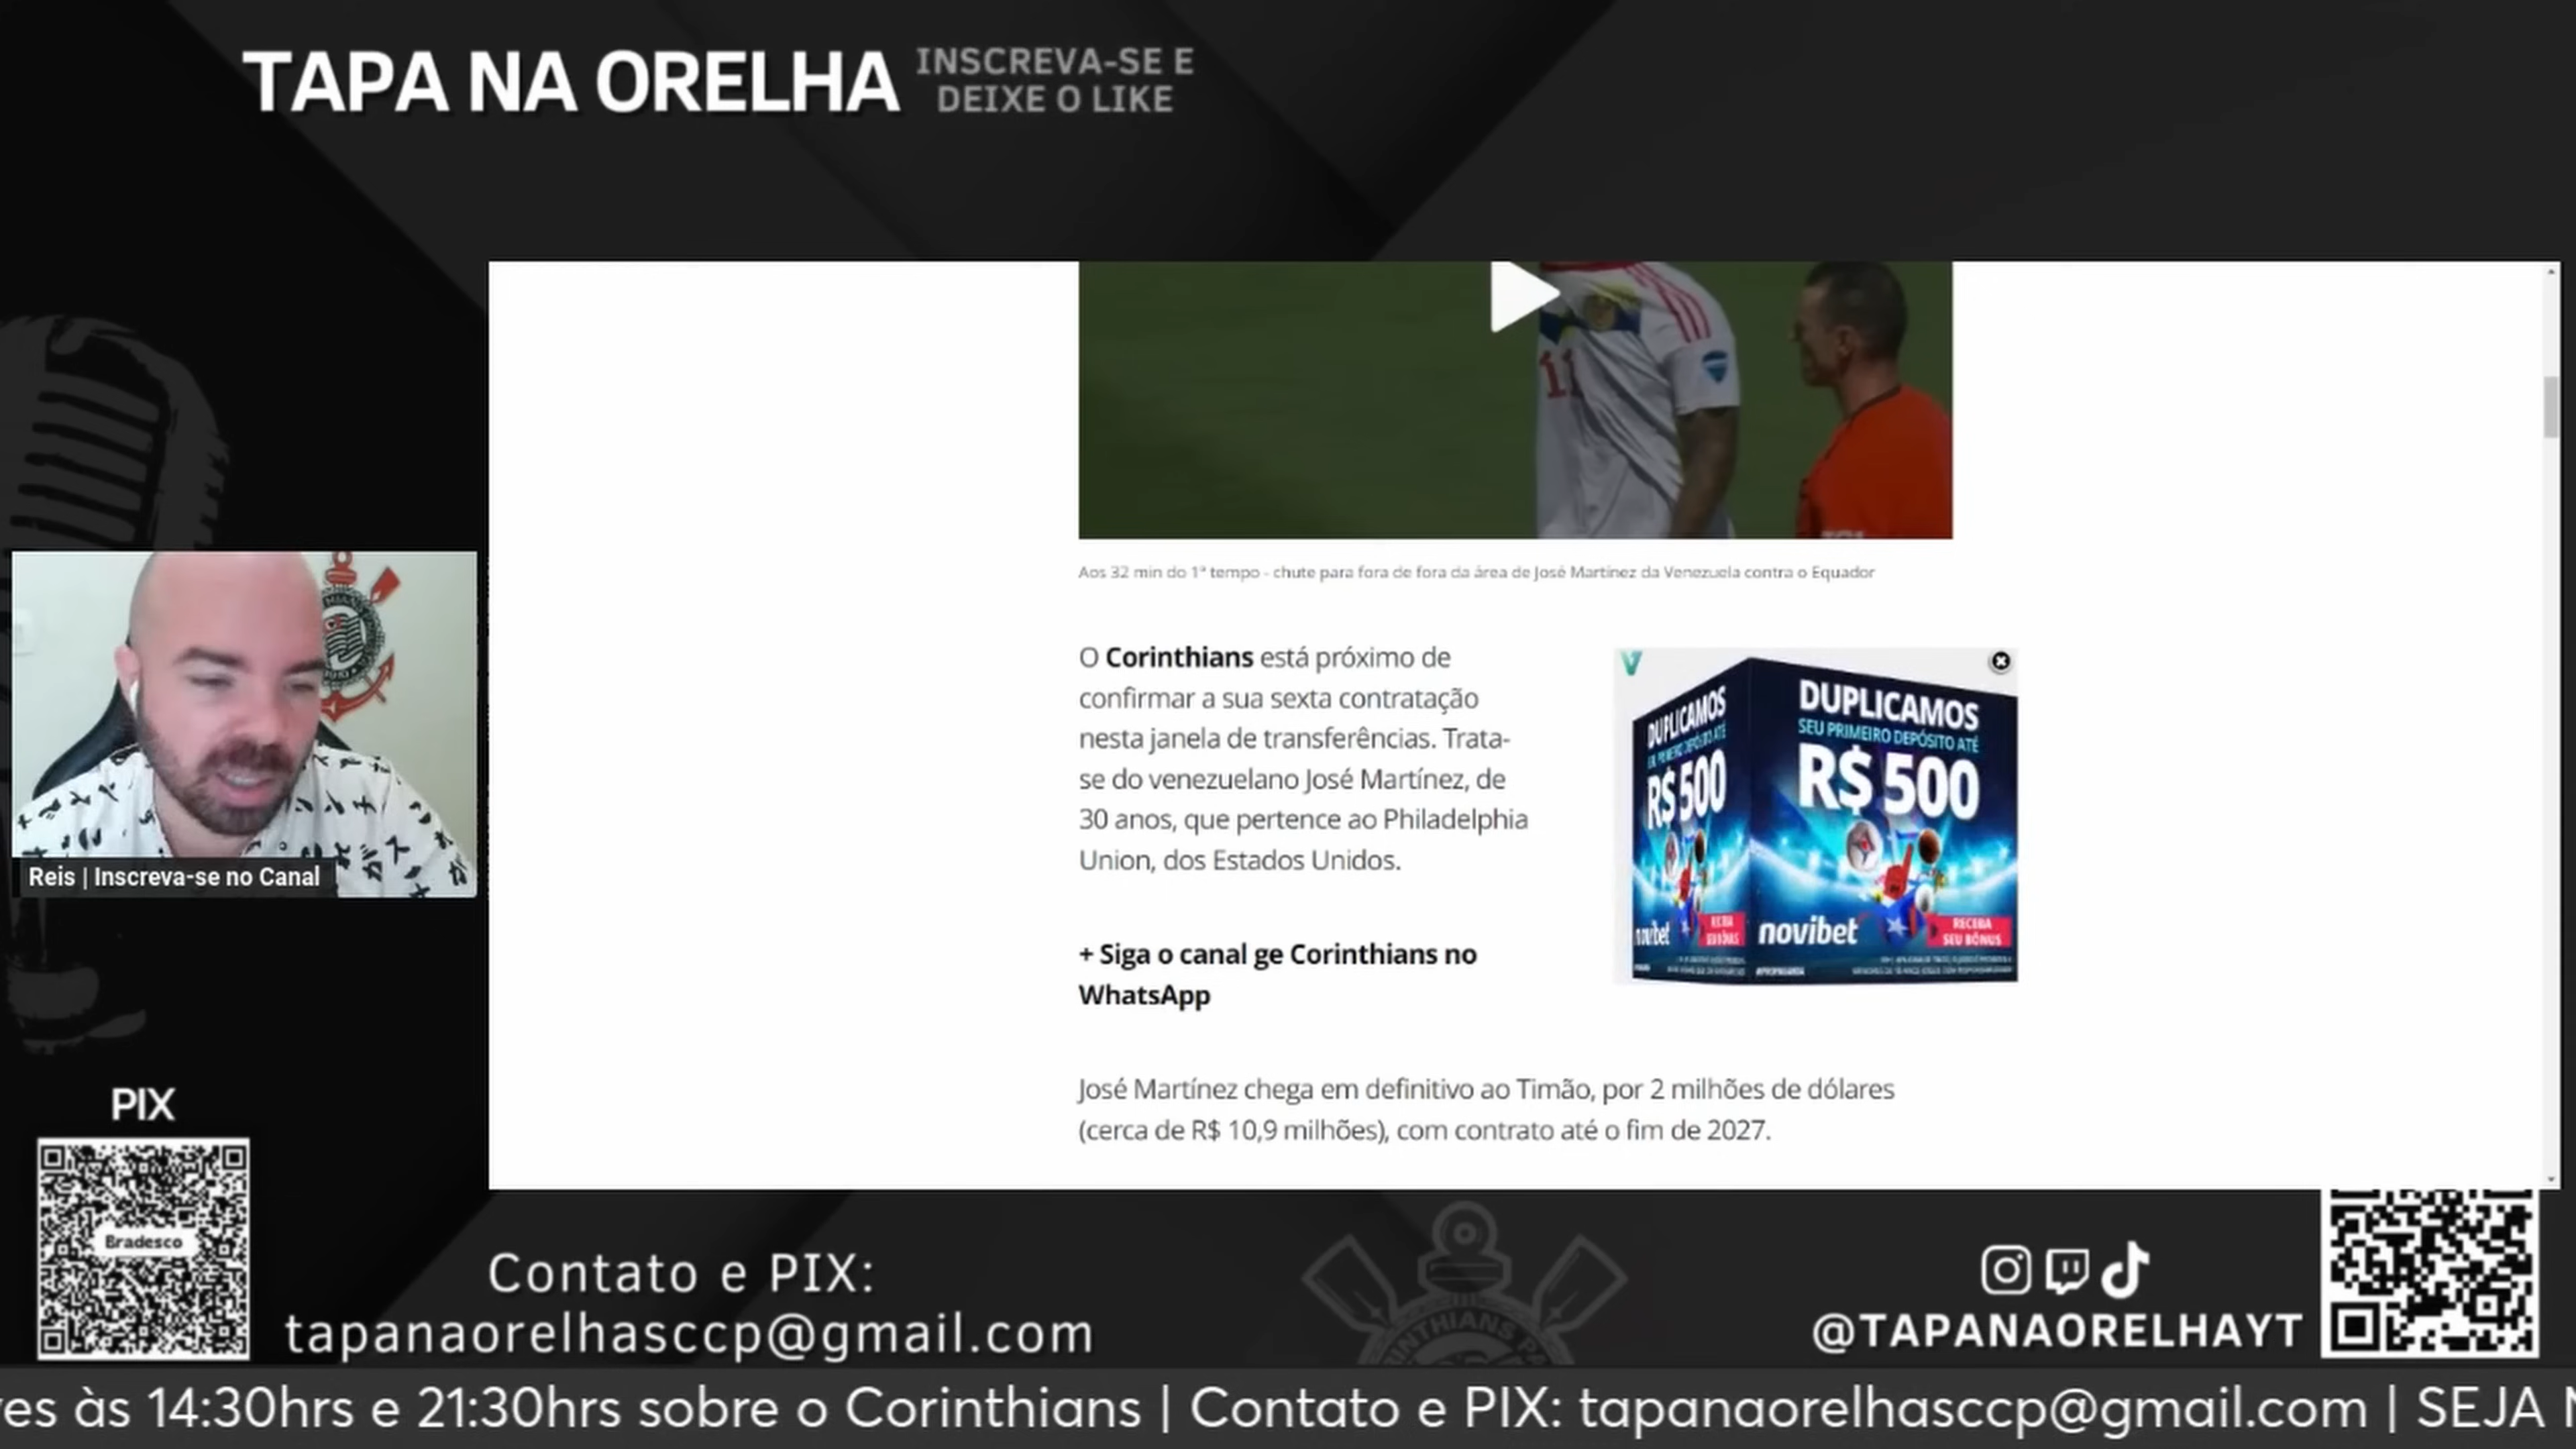 TAPA NA ORELHA
INSCREVA-SE E
DEIXE O LIKE
11
Aos 32 min do 1º tempo - chute para fora de fora da área de José Martínez da Venezuela contra o Equador
O Corinthians está próximo de
confirmar a sua sexta contratação
nesta janela de transferências. Trata-
se do venezuelano José Martínez, de
30 anos, que pertence ao Philadelphia
Union, dos Estados Unidos.
DUPLICAMOS
SEU PRIMEIRO DEPÓSITO ATÉ
R$ 500
novibet
RECEBA
SEU BÔNUS
DUPLICAMOS
R$ 500
novibet
+ Siga o canal ge Corinthians no
WhatsApp
José Martínez chega em definitivo ao Timão, por 2 milhões de dólares
(cerca de R$ 10,9 milhões), com contrato até o fim de 2027.
Reis | Inscreva-se no Canal
PIX
Bradesco
Contato e PIX:
tapanaorelhasccp@gmail.com
@TAPANAORELHAYT
res às 14:30hrs e 21:30hrs sobre o Corinthians | Contato e PIX: tapanaorelhasccp@gmail.com | SEJA